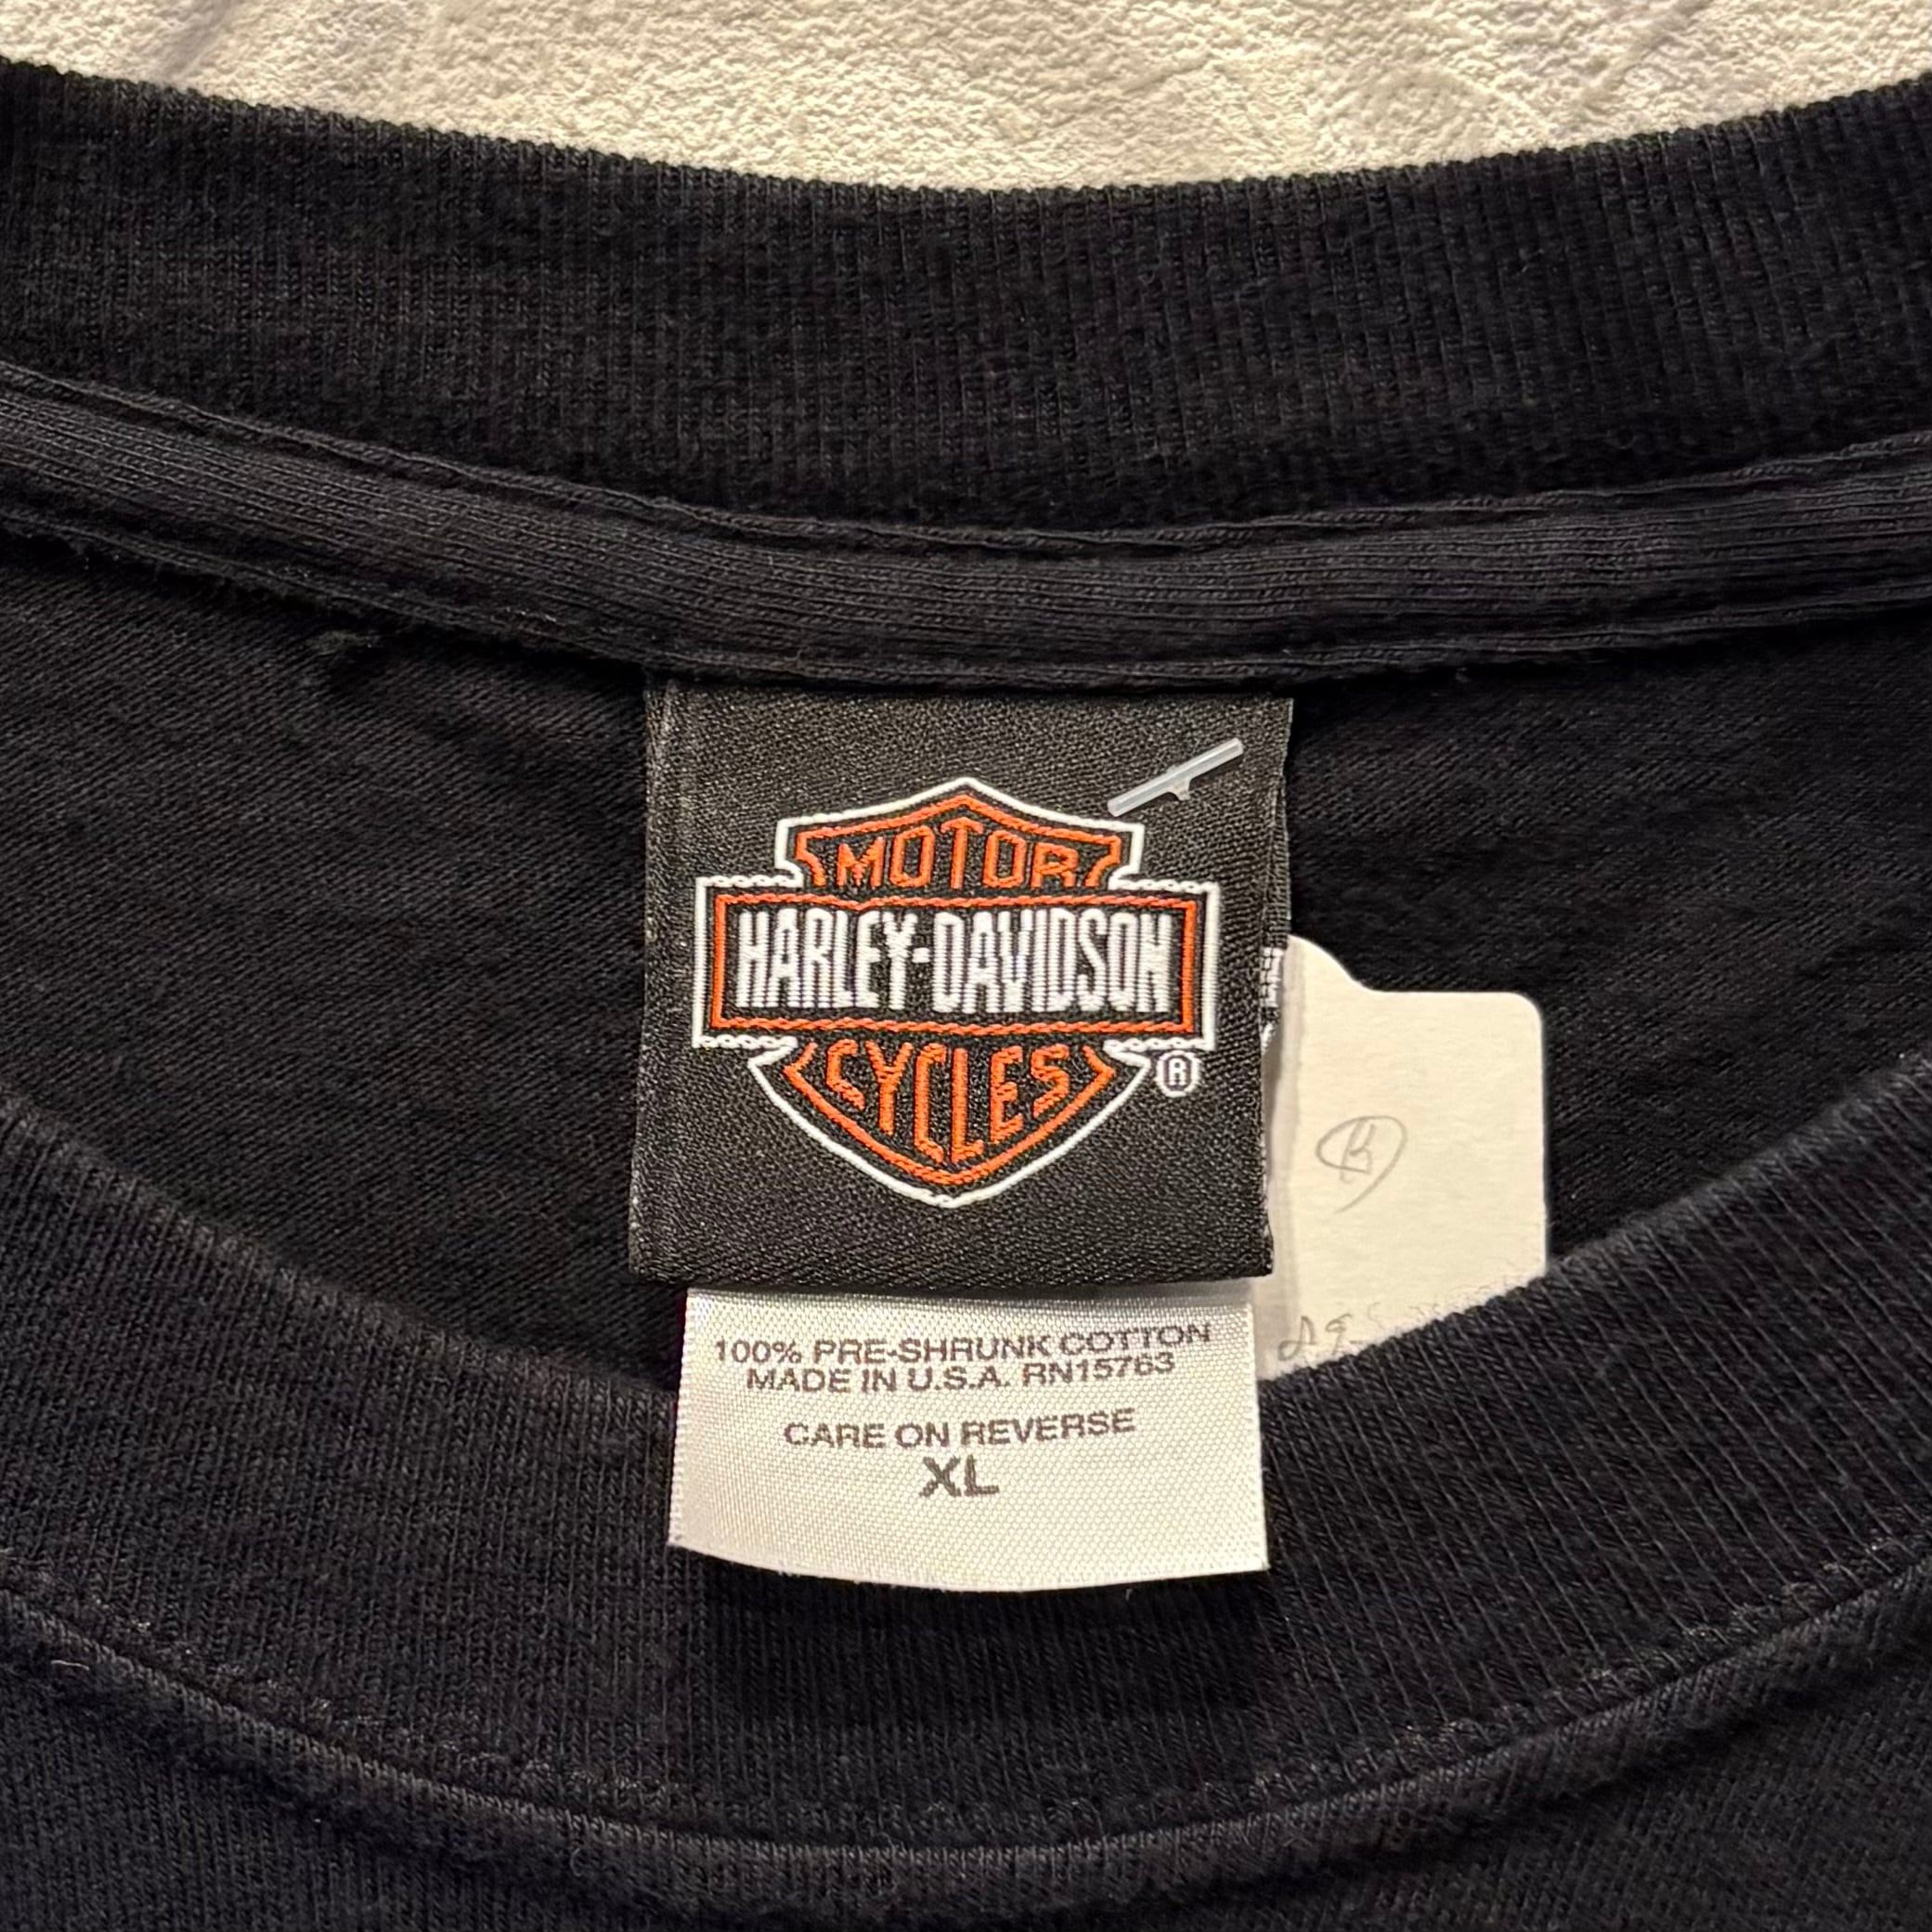 MOTOR
HARLEY-DAVIDSON
CYCLES
®
100% PRE-SHRUNK COTTON
MADE IN U.S.A. RN15763
CARE ON REVERSE
XL